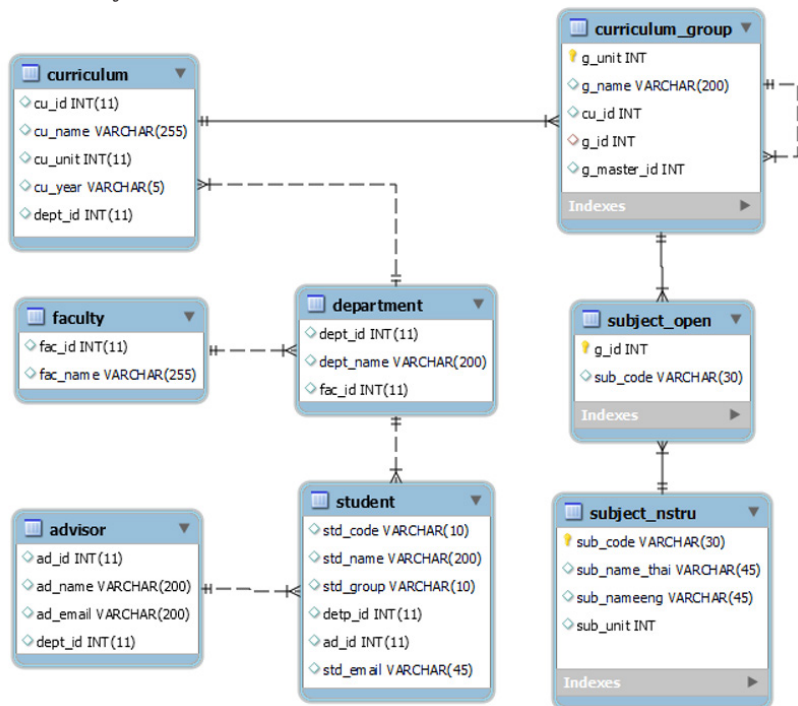 curriculum
cu_id INT(11)
cu_name VARCHAR(255)
cu_unit INT(11)
cu_year VARCHAR(5)
dept_id INT(11)
curriculum_group
g_unit INT
g_name VARCHAR(200)
cu_id INT
g_id INT
g_master_id INT
Indexes
faculty
fac_id INT(11)
fac_name VARCHAR(255)
department
dept_id INT(11)
dept_name VARCHAR(200)
fac_id INT(11)
subject_open
g_id INT
sub_code VARCHAR(30)
Indexes
advisor
ad_id INT(11)
ad_name VARCHAR(200)
ad_email VARCHAR(200)
dept_id INT(11)
student
std_code VARCHAR(10)
std_name VARCHAR(200)
std_group VARCHAR(10)
detp_id INT(11)
ad_id INT(11)
std_email VARCHAR(45)
subject_nstru
sub_code VARCHAR(30)
sub_name_thai VARCHAR(45)
sub_nameeng VARCHAR(45)
sub_unit INT
Indexes